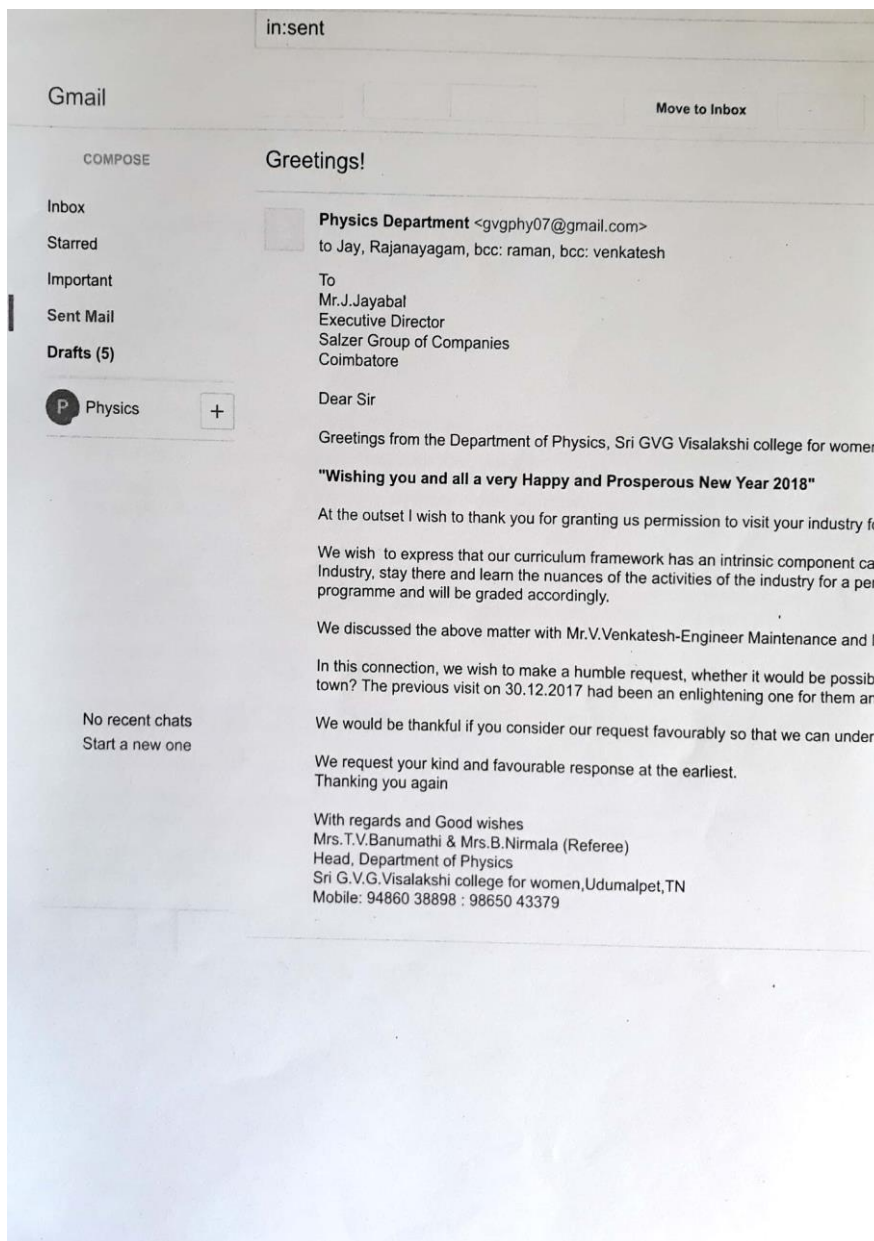 in:sent
Gmail
Move to Inbox
COMPOSE
Greetings!
Inbox
Starred
Important
Sent Mail
Drafts (5)
P Physics +
No recent chats
Start a new one
Physics Department <gvgphy07@gmail.com>
to Jay, Rajanayagam, bcc: raman, bcc: venkatesh
To
Mr.J.Jayabal
Executive Director
Salzer Group of Companies
Coimbatore
Dear Sir
Greetings from the Department of Physics, Sri GVG Visalakshi college for
"Wishing you and all a very Happy and Prosperous New Year 2018"
At the outset I wish to thank you for granting us permission to visit your industry
We wish to express that our curriculum framework has an intrinsic component
Industry, stay there and learn the nuances of the activities of the industry for a
programme and will be graded accordingly.
We discussed the above matter with Mr.V.Venkatesh-Engineer Maintenance and
In this connection, we wish to make a humble request, whether it would be
town? The previous visit on 30.12.2017 had been an enlightening one for them
We would be thankful if you consider our request favourably so that we can
We request your kind and favourable response at the earliest.
Thanking you again
With regards and Good wishes
Mrs.T.V.Banumathi & Mrs.B.Nirmala (Referee)
Head, Department of Physics
Sri G.V.G.Visalakshi college for women,Udumalpet,TN
Mobile: 94860 38898 : 98650 43379